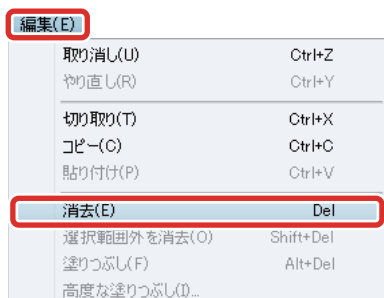 編集(E)
取り消し(U) Ctrl+Z
やり直し(R) Ctrl+Y
切り取り(T) Ctrl+X
コピー(C) Ctrl+C
貼り付け(P) Ctrl+V
消去(E) Del
選択範囲外を消去(O) Shift+Del
塗りつぶし(F) Alt+Del
高度な塗りつぶし(I)...